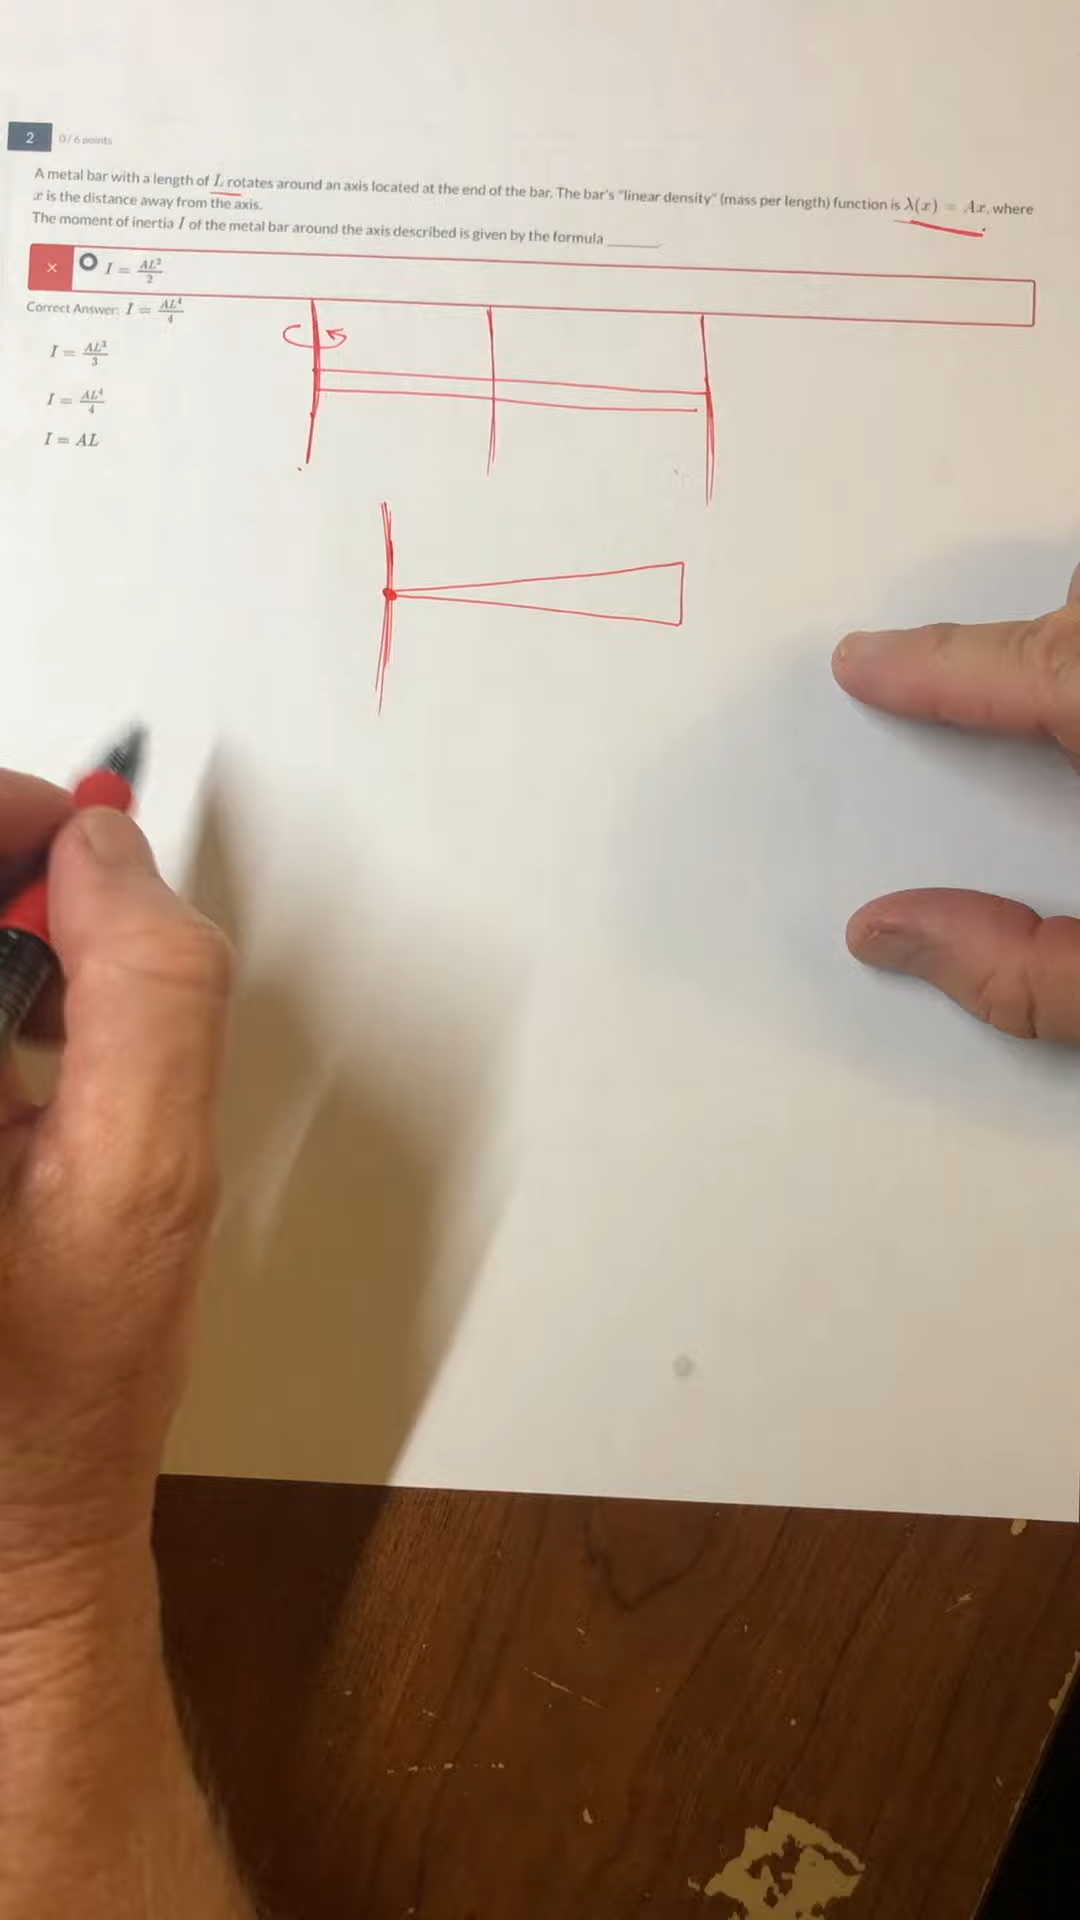 2 0 / 6 points
A metal bar with a length of L rotates around an axis located at the end of the bar. The bar's "linear density" (mass per length) function is λ(x) = Ax, where
x is the distance away from the axis.
The moment of inertia I of the metal bar around the axis described is given by the formula ______.
× I = AL²/2
Correct Answer: I = AL⁴/4
I = AL³/3
I = AL⁴/4
I = AL